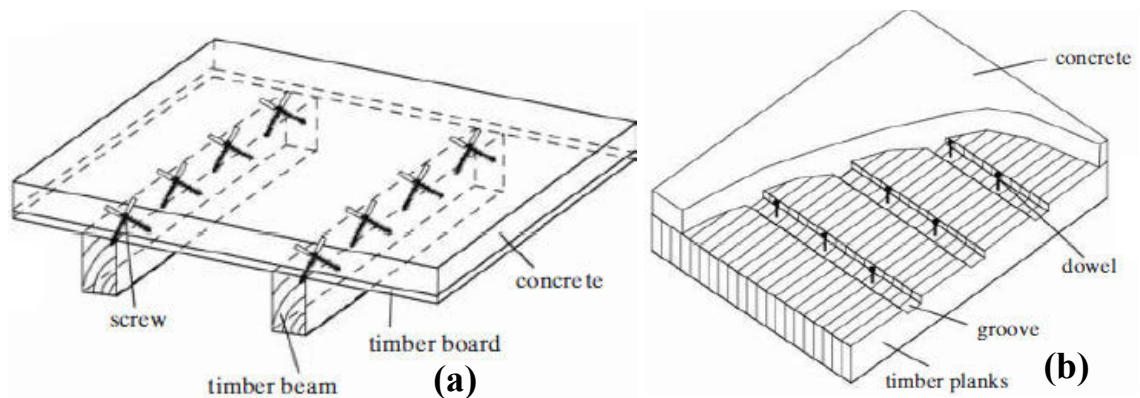 screw
timber beam
concrete
timber board
(a)
concrete
dowel
groove
timber planks
(b)